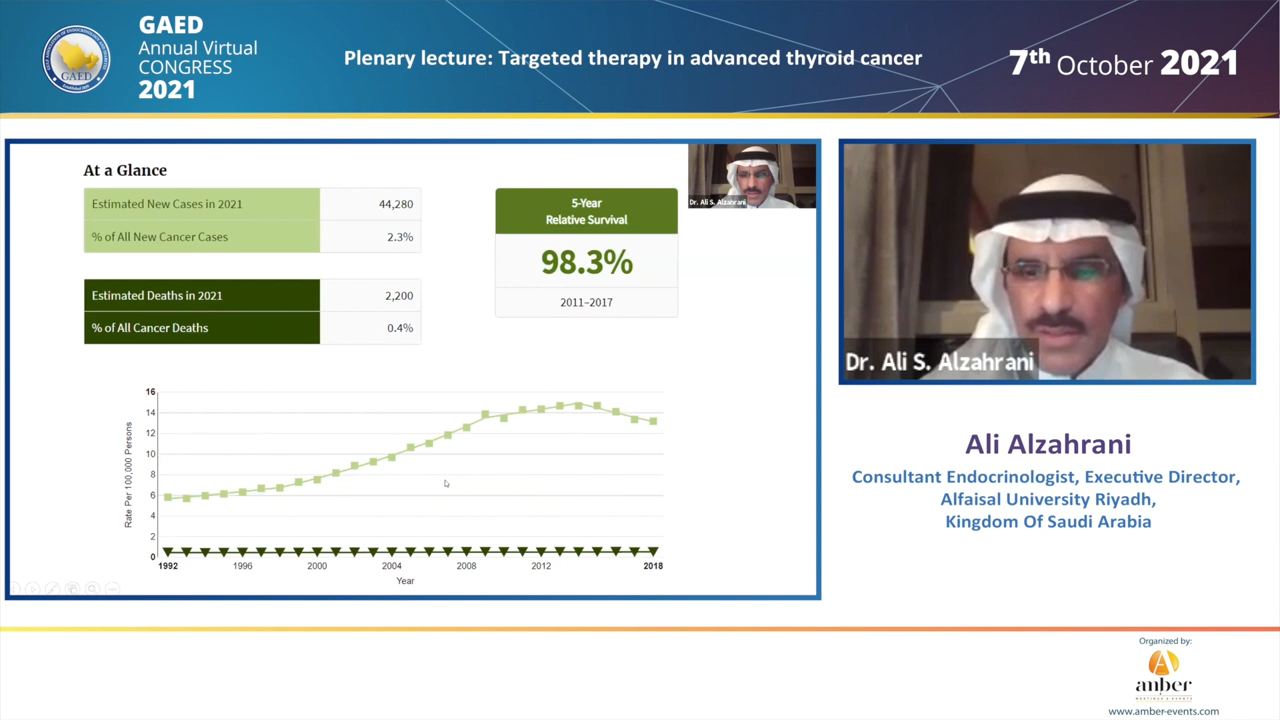 GAED
Annual Virtual
CONGRESS
2021
GAED
Plenary lecture: Targeted therapy in advanced thyroid cancer
7th October 2021
At a Glance
Estimated New Cases in 2021 44,280
% of All New Cancer Cases 2.3%
Estimated Deaths in 2021 2,200
% of All Cancer Deaths 0.4%
5-Year
Relative Survival
98.3%
2011–2017
Dr. Ali S. Alzahrani
Rate Per 100,000 Persons
16
14
12
10
8
6
4
2
0
1992 1996 2000 2004 2008 2012 2018
Year
Dr. Ali S. Alzahrani
Ali Alzahrani
Consultant Endocrinologist, Executive Director,
Alfaisal University Riyadh,
Kingdom Of Saudi Arabia
Organized by:
anber
www.amber-events.com